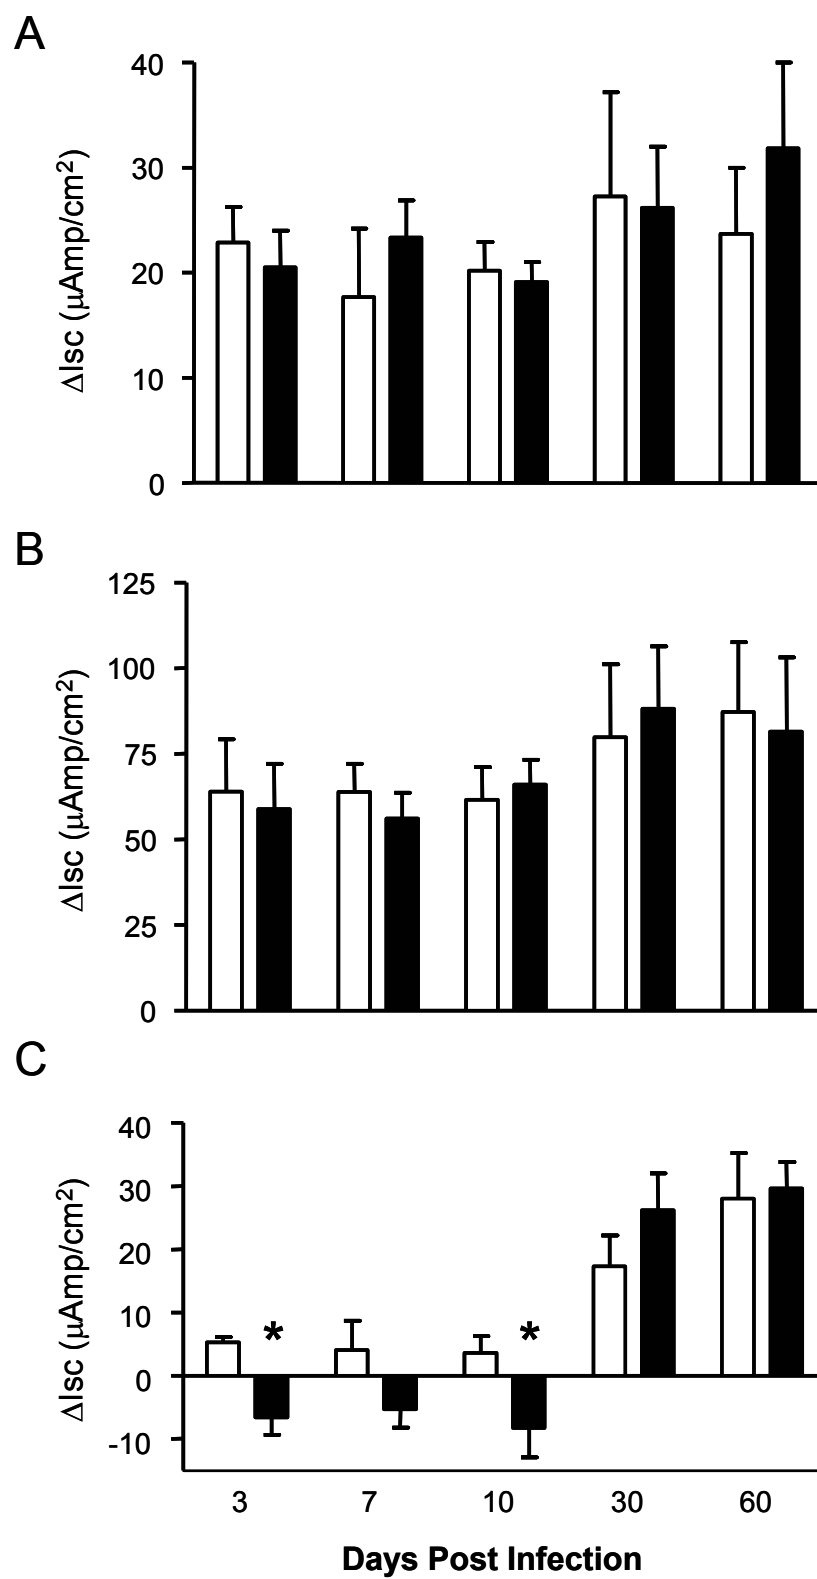 A
40
30
20
10
0
ΔIsc (μAmp/cm²)
B
125
100
75
50
25
0
ΔIsc (μAmp/cm²)
C
40
30
20
10
0
-10
ΔIsc (μAmp/cm²)
* *
3 7 10 30 60
Days Post Infection